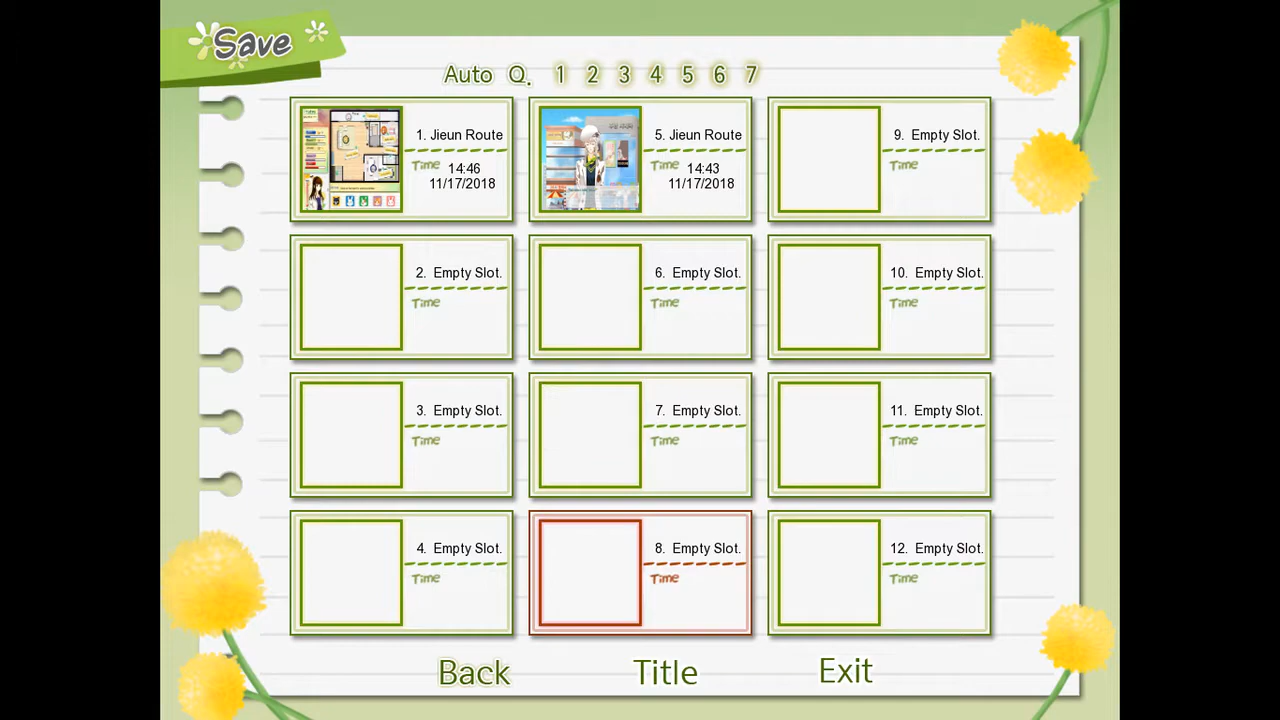 Save
Auto Q. 1 2 3 4 5 6 7
1. Jieun Route
Time 14:46
11/17/2018
5. Jieun Route
Time 14:43
11/17/2018
9. Empty Slot.
Time
2. Empty Slot.
Time
6. Empty Slot.
Time
10. Empty Slot.
Time
3. Empty Slot.
Time
7. Empty Slot.
Time
11. Empty Slot.
Time
4. Empty Slot.
Time
8. Empty Slot.
Time
12. Empty Slot.
Time
Back Title Exit